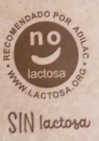 RECOMENDADO POR ADILAC
no
lactosa
WWW.LACTOSA.ORG
SIN lactosa